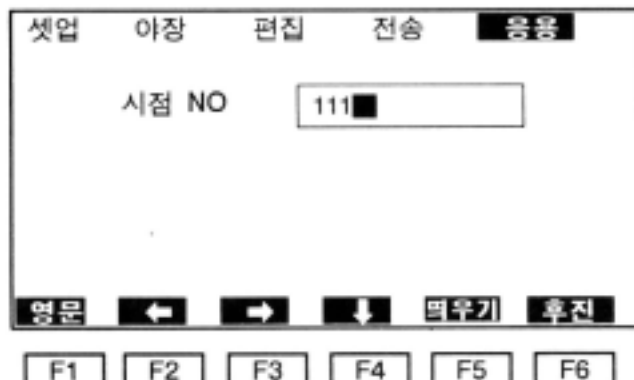 셋업 야장 편집 전송 응용
시점 NO 111
영문 ← → ↓ 띄우기 후진
F1 F2 F3 F4 F5 F6